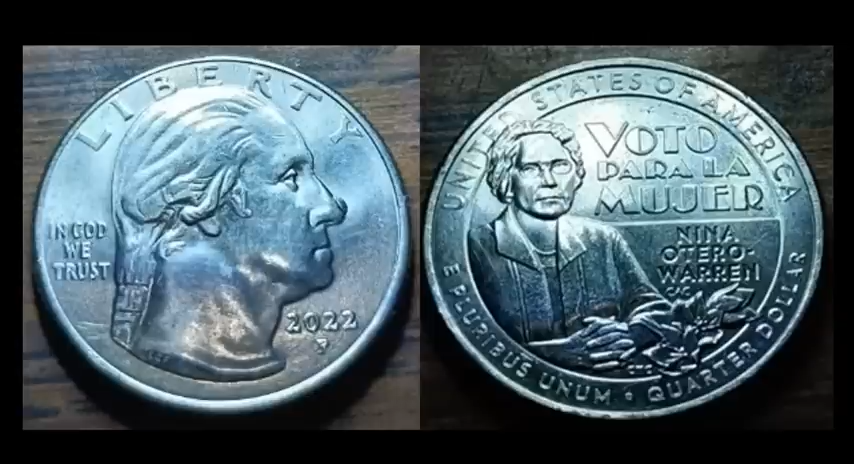 LIBERTY
IN GOD
WE
TRUST
2022
P
UNITED STATES OF AMERICA
VOTO
PARA LA
MUJER
NINA
OTERO-
WARREN
E PLURIBUS UNUM • QUARTER DOLLAR